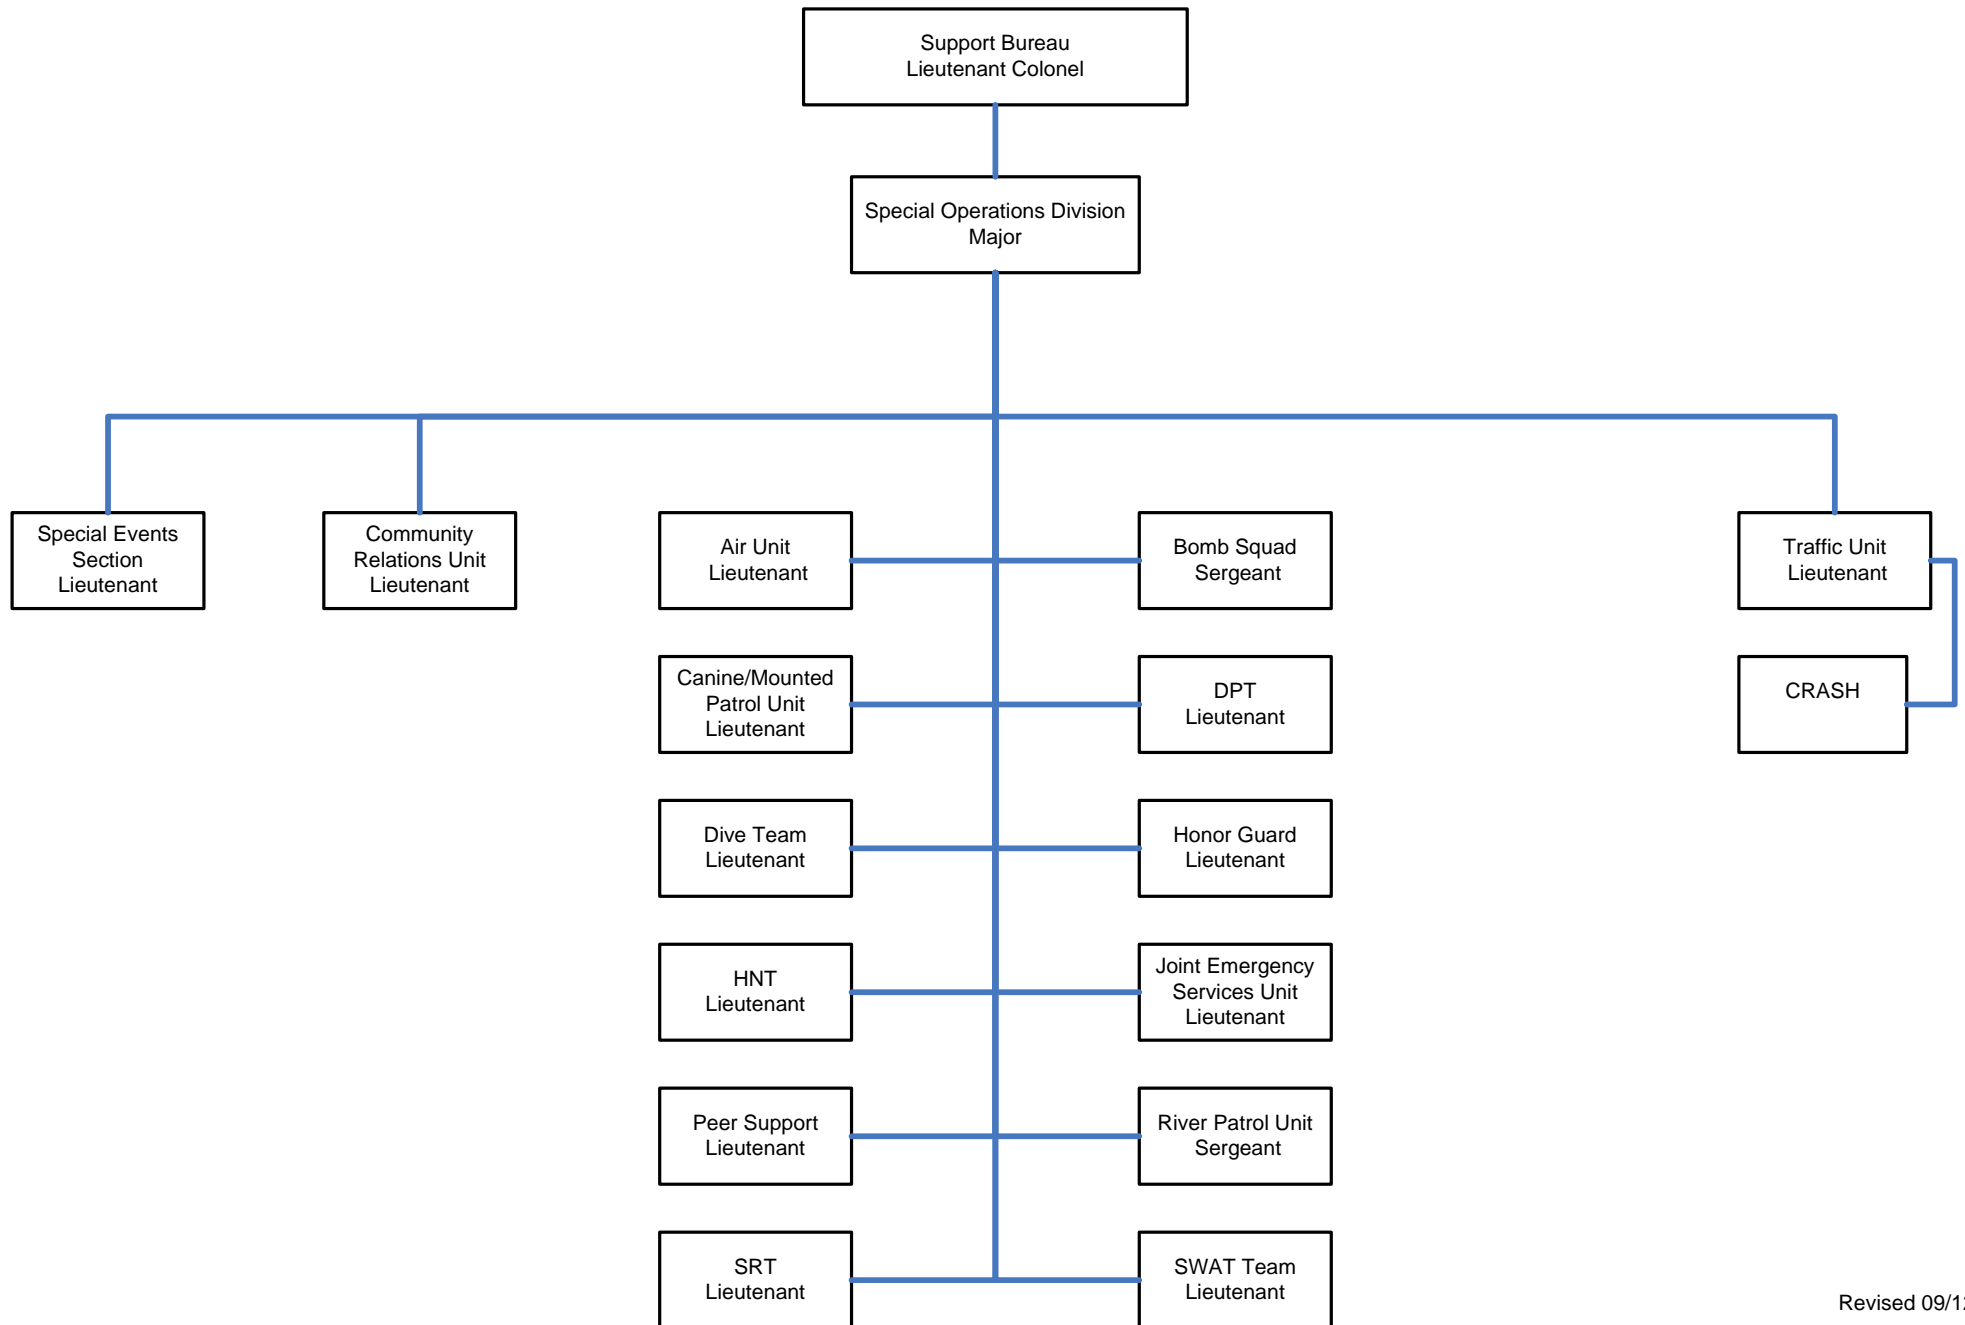 Support Bureau
Lieutenant Colonel
Special Operations Division
Major
Special Events
Section
Lieutenant
Community
Relations Unit
Lieutenant
Air Unit
Lieutenant
Bomb Squad
Sergeant
Traffic Unit
Lieutenant
Canine/Mounted
Patrol Unit
Lieutenant
DPT
Lieutenant
CRASH
Dive Team
Lieutenant
Honor Guard
Lieutenant
HNT
Lieutenant
Joint Emergency
Services Unit
Lieutenant
Peer Support
Lieutenant
River Patrol Unit
Sergeant
SRT
Lieutenant
SWAT Team
Lieutenant
Revised